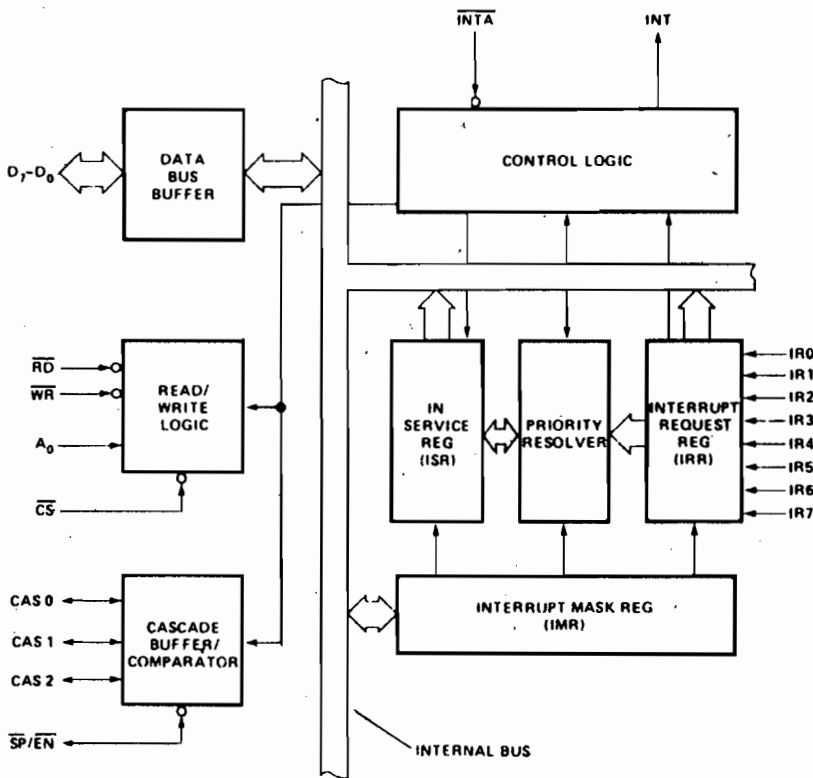 INTA
INT
DATA
BUS
BUFFER
D7-D0
CONTROL LOGIC
RD
WR
A0
CS
READ/
WRITE
LOGIC
IN
SERVICE
REG
(ISR)
PRIORITY
RESOLVER
INTERRUPT
REQUEST
REG
(IRR)
IR0
IR1
IR2
IR3
IR4
IR5
IR6
IR7
CAS 0
CAS 1
CAS 2
SP/EN
CASCADE
BUFFER/
COMPARATOR
INTERRUPT MASK REG
(IMR)
INTERNAL BUS